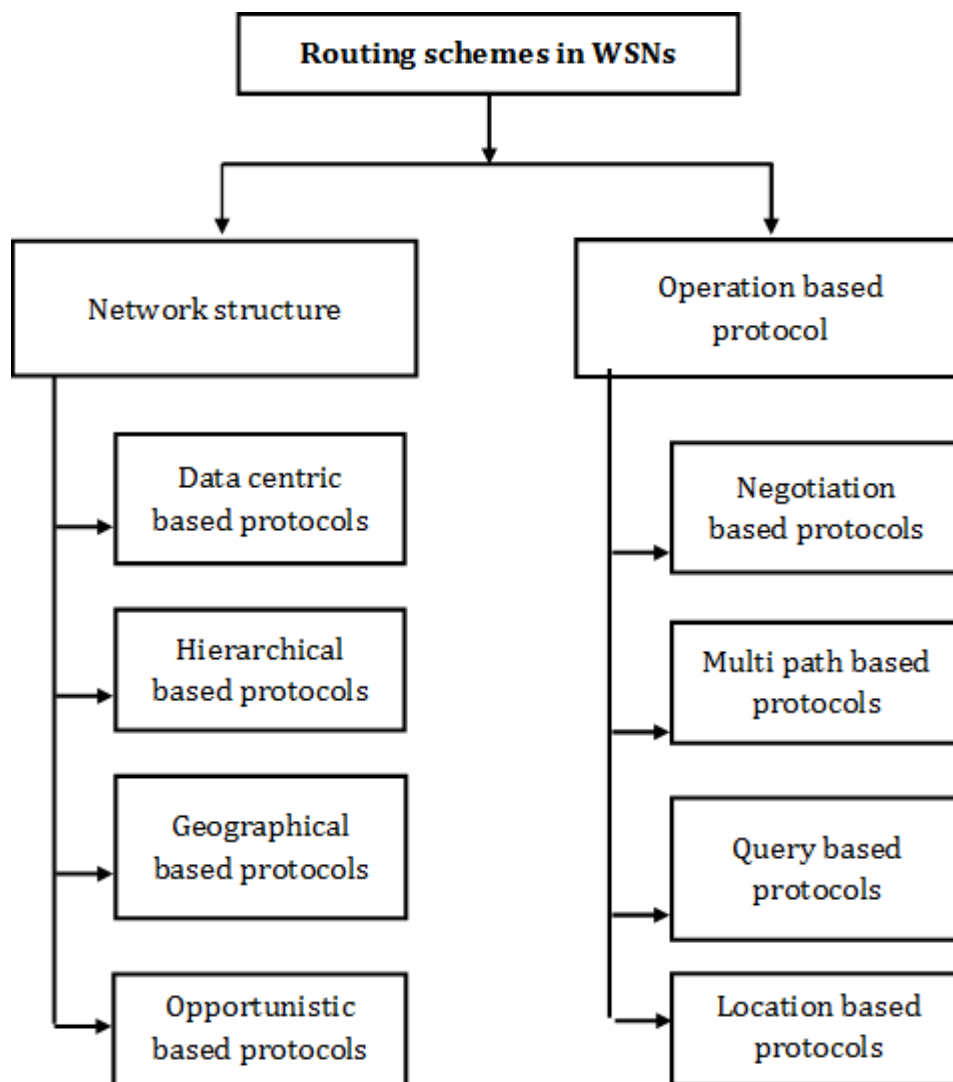 Routing schemes in WSNs
Network structure
Data centric
based protocols
Hierarchical
based protocols
Geographical
based protocols
Opportunistic
based protocols
Operation based
protocol
Negotiation
based protocols
Multi path based
protocols
Query based
protocols
Location based
protocols